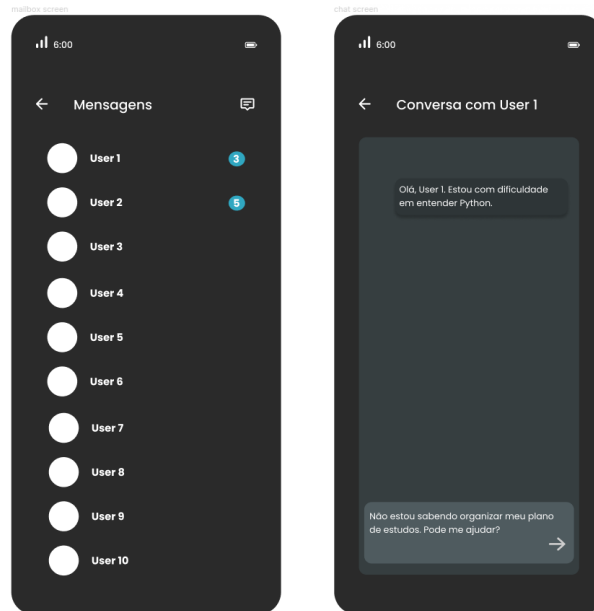 mailbox screen
6:00
Mensagens
User 1
3
User 2
5
User 3
User 4
User 5
User 6
User 7
User 8
User 9
User 10
chat screen
6:00
Conversa com User 1
Olá, User 1. Estou com dificuldade
em entender Python.
Não estou sabendo organizar meu plano
de estudos. Pode me ajudar?